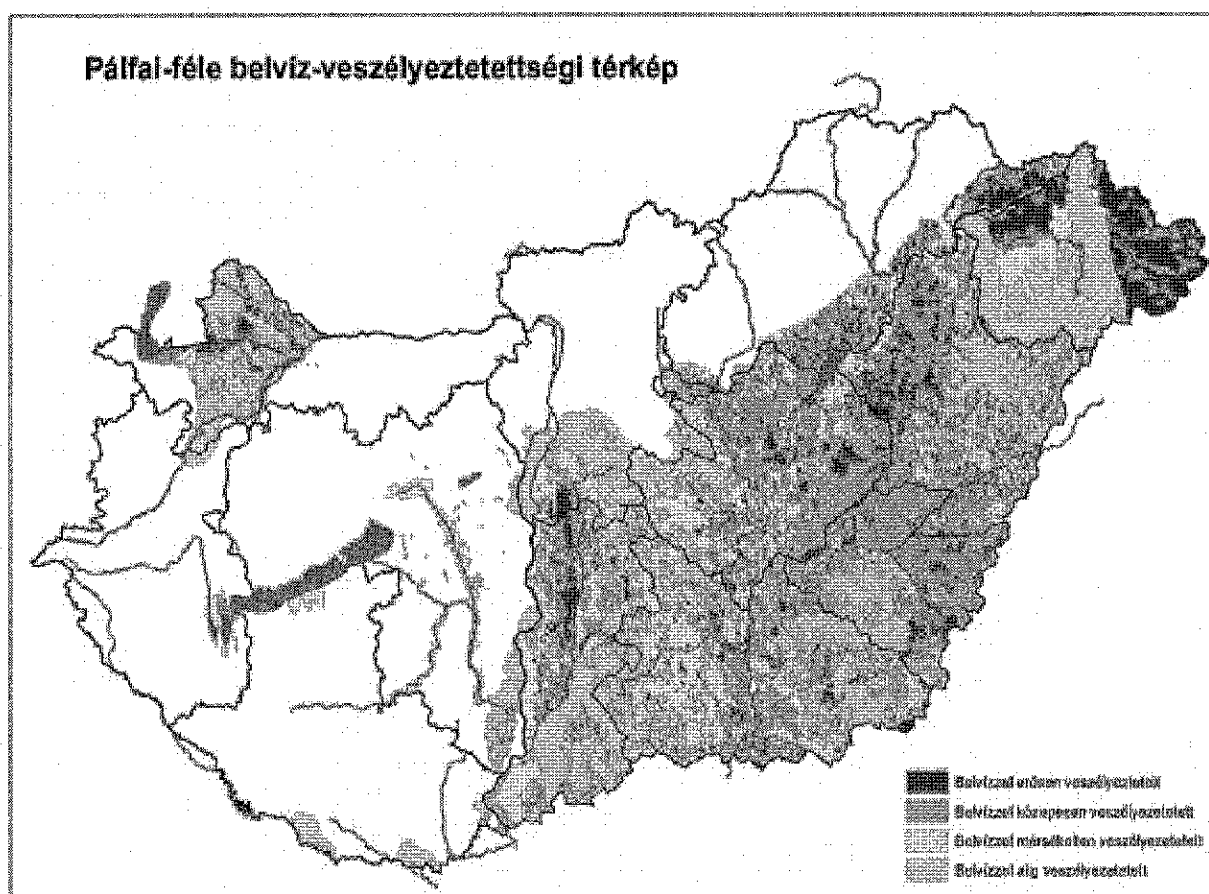 Pálfai-féle belvíz-veszélyeztetettségi térkép
Belvízzel erősen veszélyeztetett
Belvízzel közepesen veszélyeztetett
Belvízzel mérsékelten veszélyeztetett
Belvízzel alig veszélyeztetett